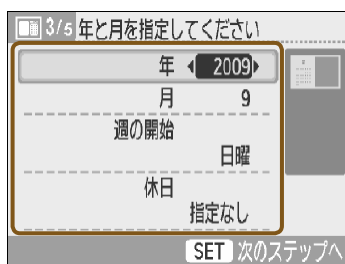 3/5 年と月を指定してください
年 2009
月 9
週の開始
日曜
休日
指定なし
SET 次のステップへ